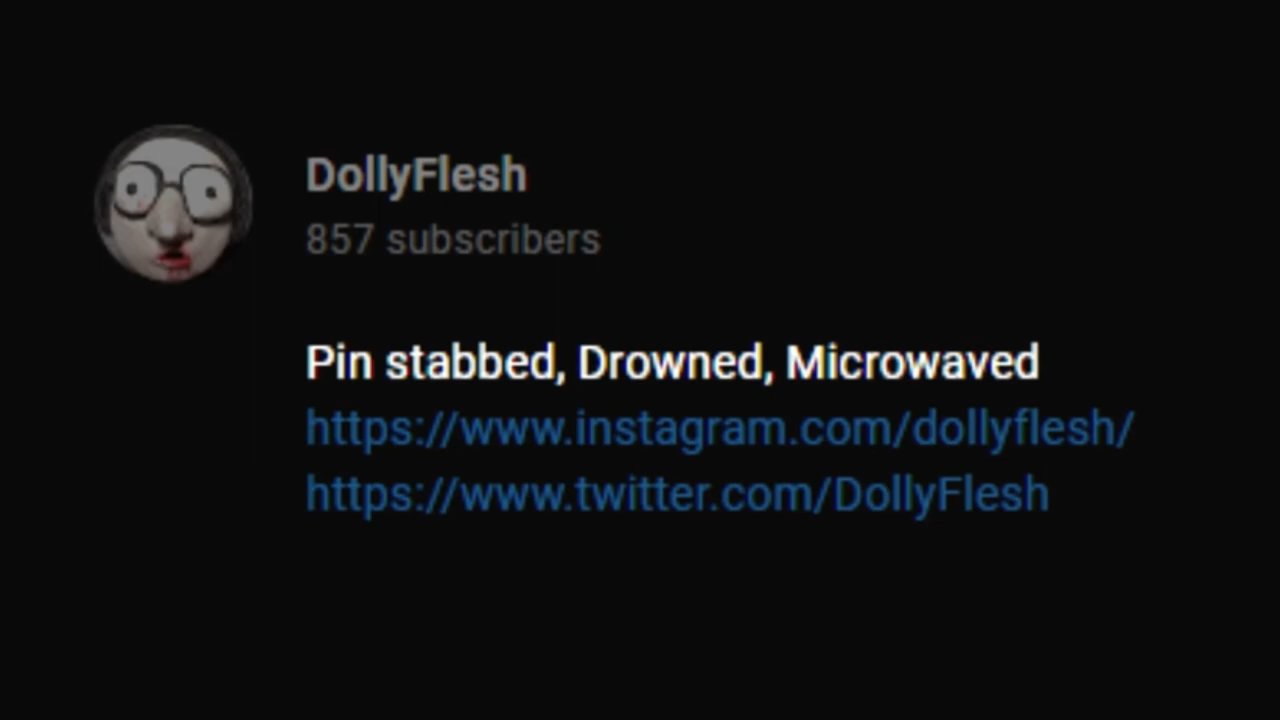 DollyFlesh
857 subscribers
Pin stabbed, Drowned, Microwaved
https://www.instagram.com/dollyflesh/
https://www.twitter.com/DollyFlesh